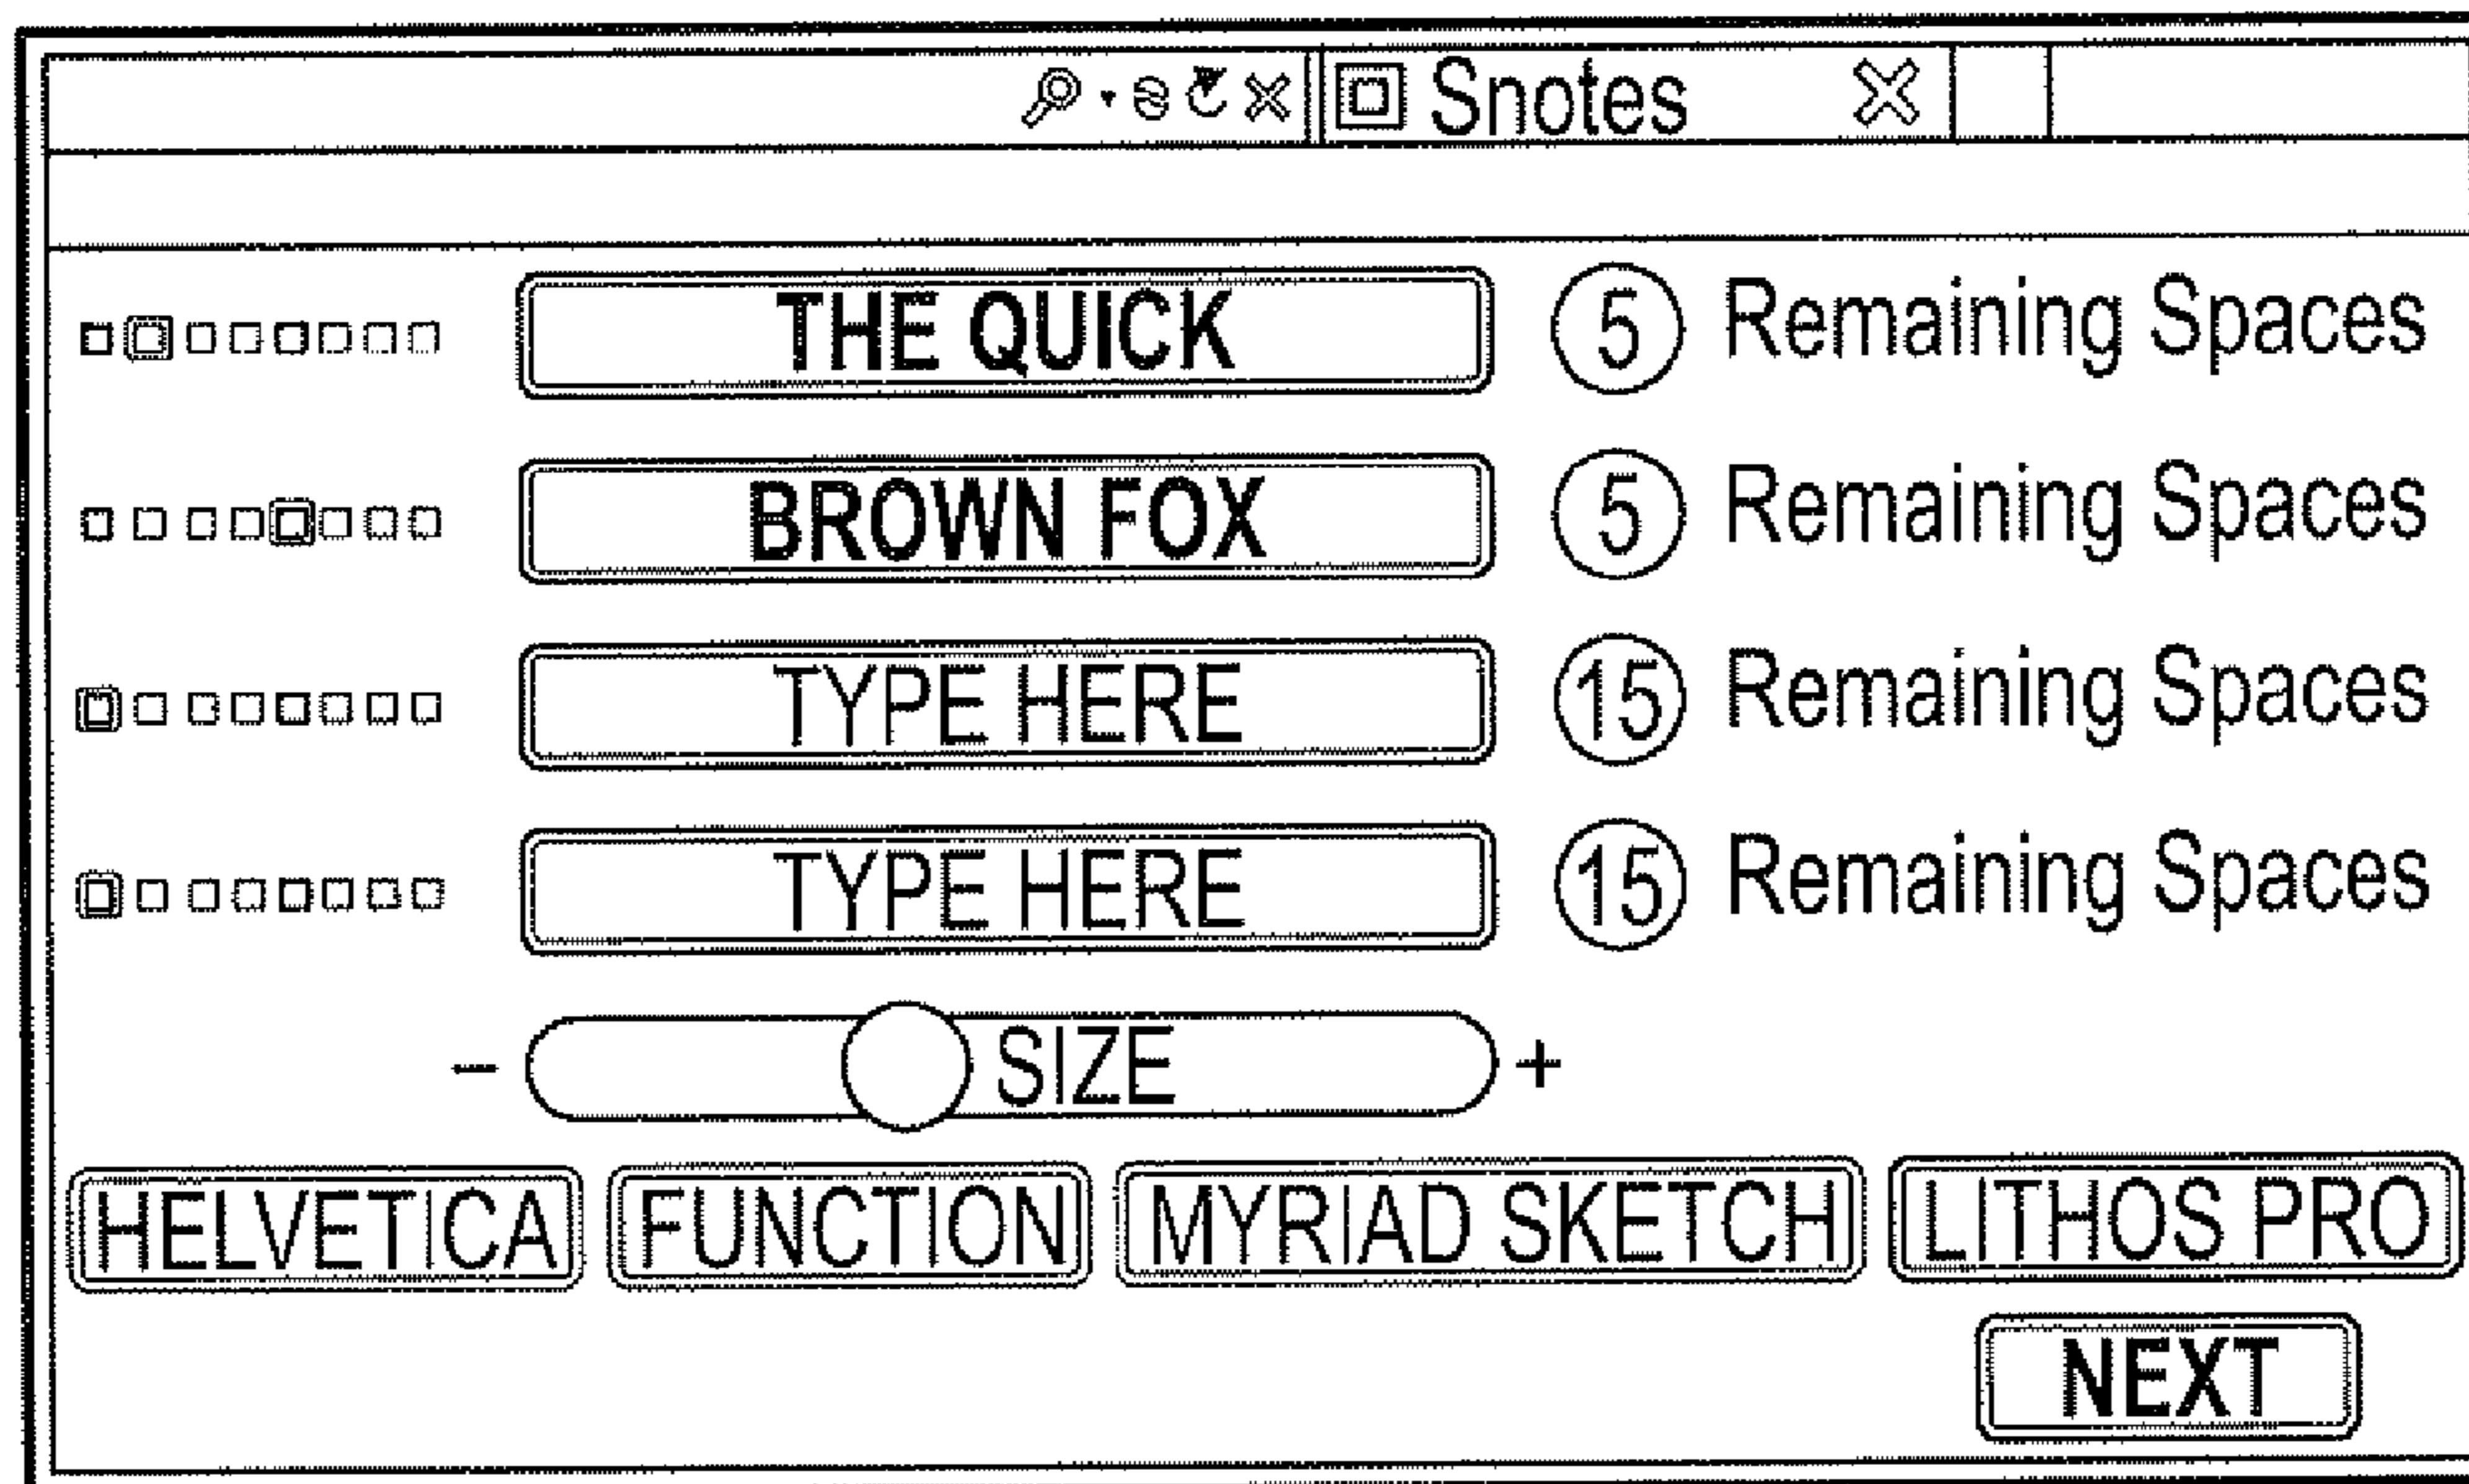 Snotes
THE QUICK 5 Remaining Spaces
BROWN FOX 5 Remaining Spaces
TYPE HERE 15 Remaining Spaces
TYPE HERE 15 Remaining Spaces
- SIZE +
HELVETICA FUNCTION MYRIAD SKETCH LITHOS PRO
NEXT